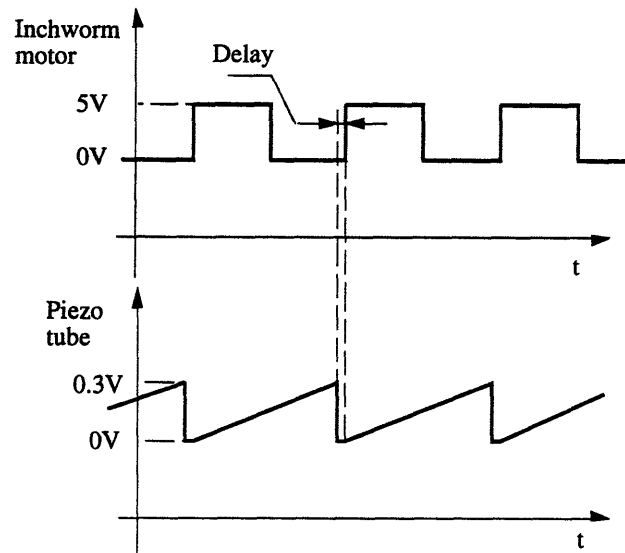 Inchworm
motor
Delay
5V
0V
t
Piezo
tube
0.3V
0V
t